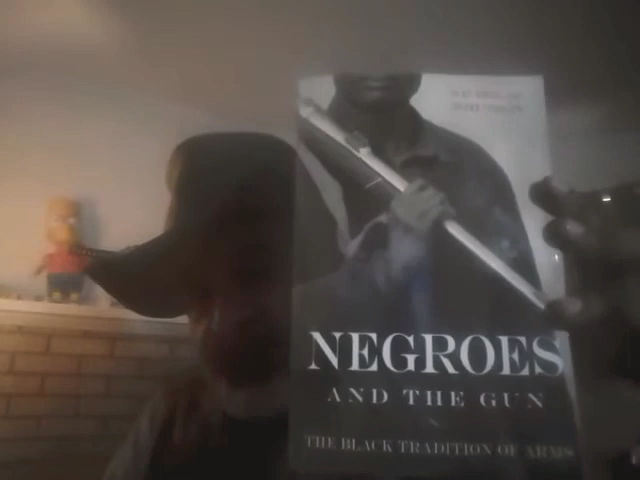 NEGROES
AND THE GUN
THE BLACK TRADITION OF ARMS